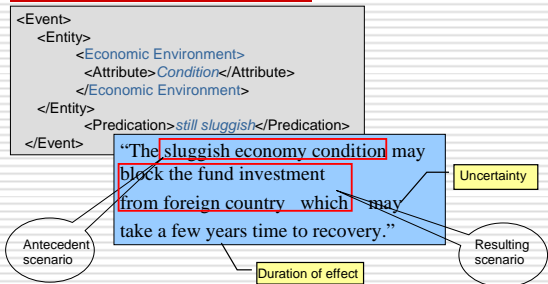 <Event>
<Entity>
<Economic Environment>
<Attribute>Condition</Attribute>
</Economic Environment>
</Entity>
<Predication>still sluggish</Predication>
</Event>
“The sluggish economy condition may
block the fund investment
from foreign country which may
take a few years time to recovery.”
Uncertainty
Antecedent
scenario
Resulting
scenario
Duration of effect